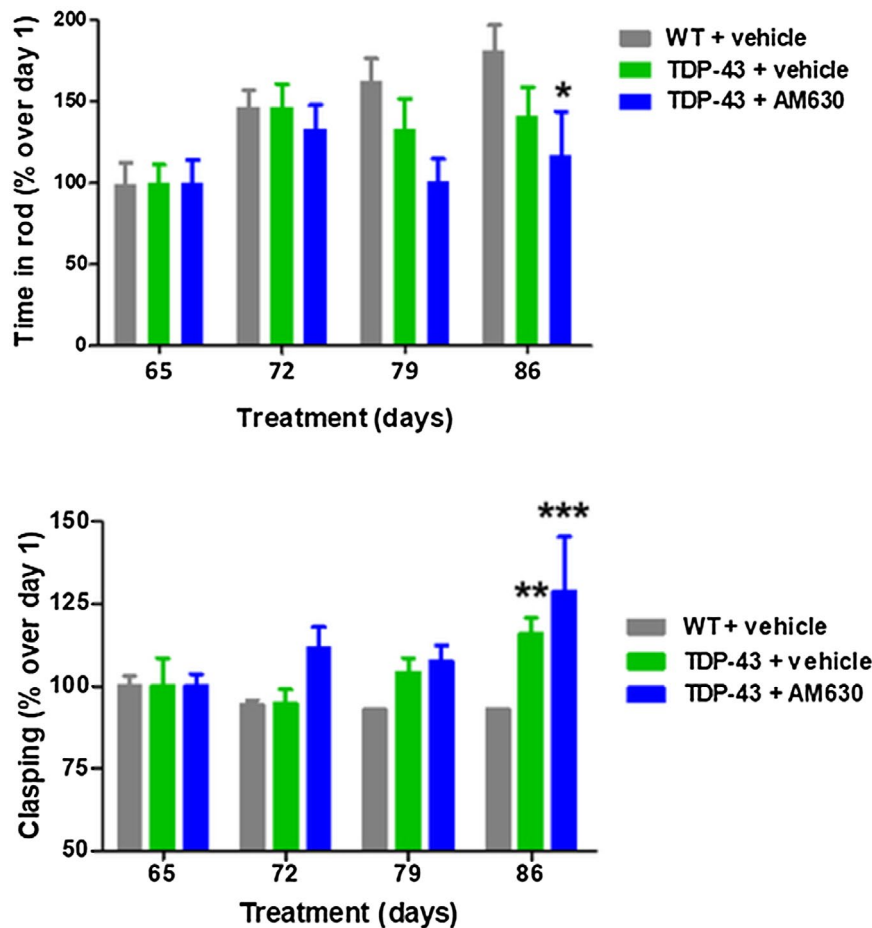 200
150
100
50
0
Time in rod (% over day 1)
*
WT + vehicle
TDP-43 + vehicle
TDP-43 + AM630
65 72 79 86
Treatment (days)
150
125
100
75
50
Clasping (% over day 1)
***
**
WT + vehicle
TDP-43 + vehicle
TDP-43 + AM630
65 72 79 86
Treatment (days)